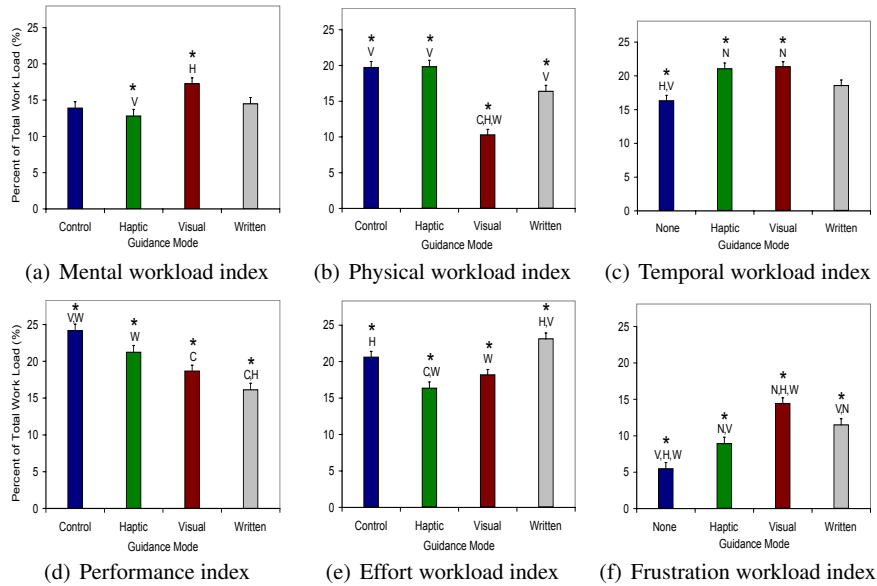 Percent of Total Work Load (%)
25
20
15
10
5
0
*
V
*
H
Control Haptic Visual Written
Guidance Mode
(a) Mental workload index
25
20
15
10
5
0
*
V
*
V
*
C,H,W
*
V
Control Haptic Visual Written
Guidance Mode
(b) Physical workload index
25
20
15
10
5
0
*
H,V
*
N
*
N
None Haptic Visual Written
Guidance Mode
(c) Temporal workload index
Percent of Total Work Load (%)
25
20
15
10
5
0
*
V,W
*
W
*
C
*
C,H
Control Haptic Visual Written
Guidance Mode
(d) Performance index
25
20
15
10
5
0
*
H
*
C,W
*
W
*
H,V
Control Haptic Visual Written
Guidance Mode
(e) Effort workload index
25
20
15
10
5
0
*
V,H,W
*
N,V
*
N,H,W
*
V,N
None Haptic Visual Written
Guidance Mode
(f) Frustration workload index